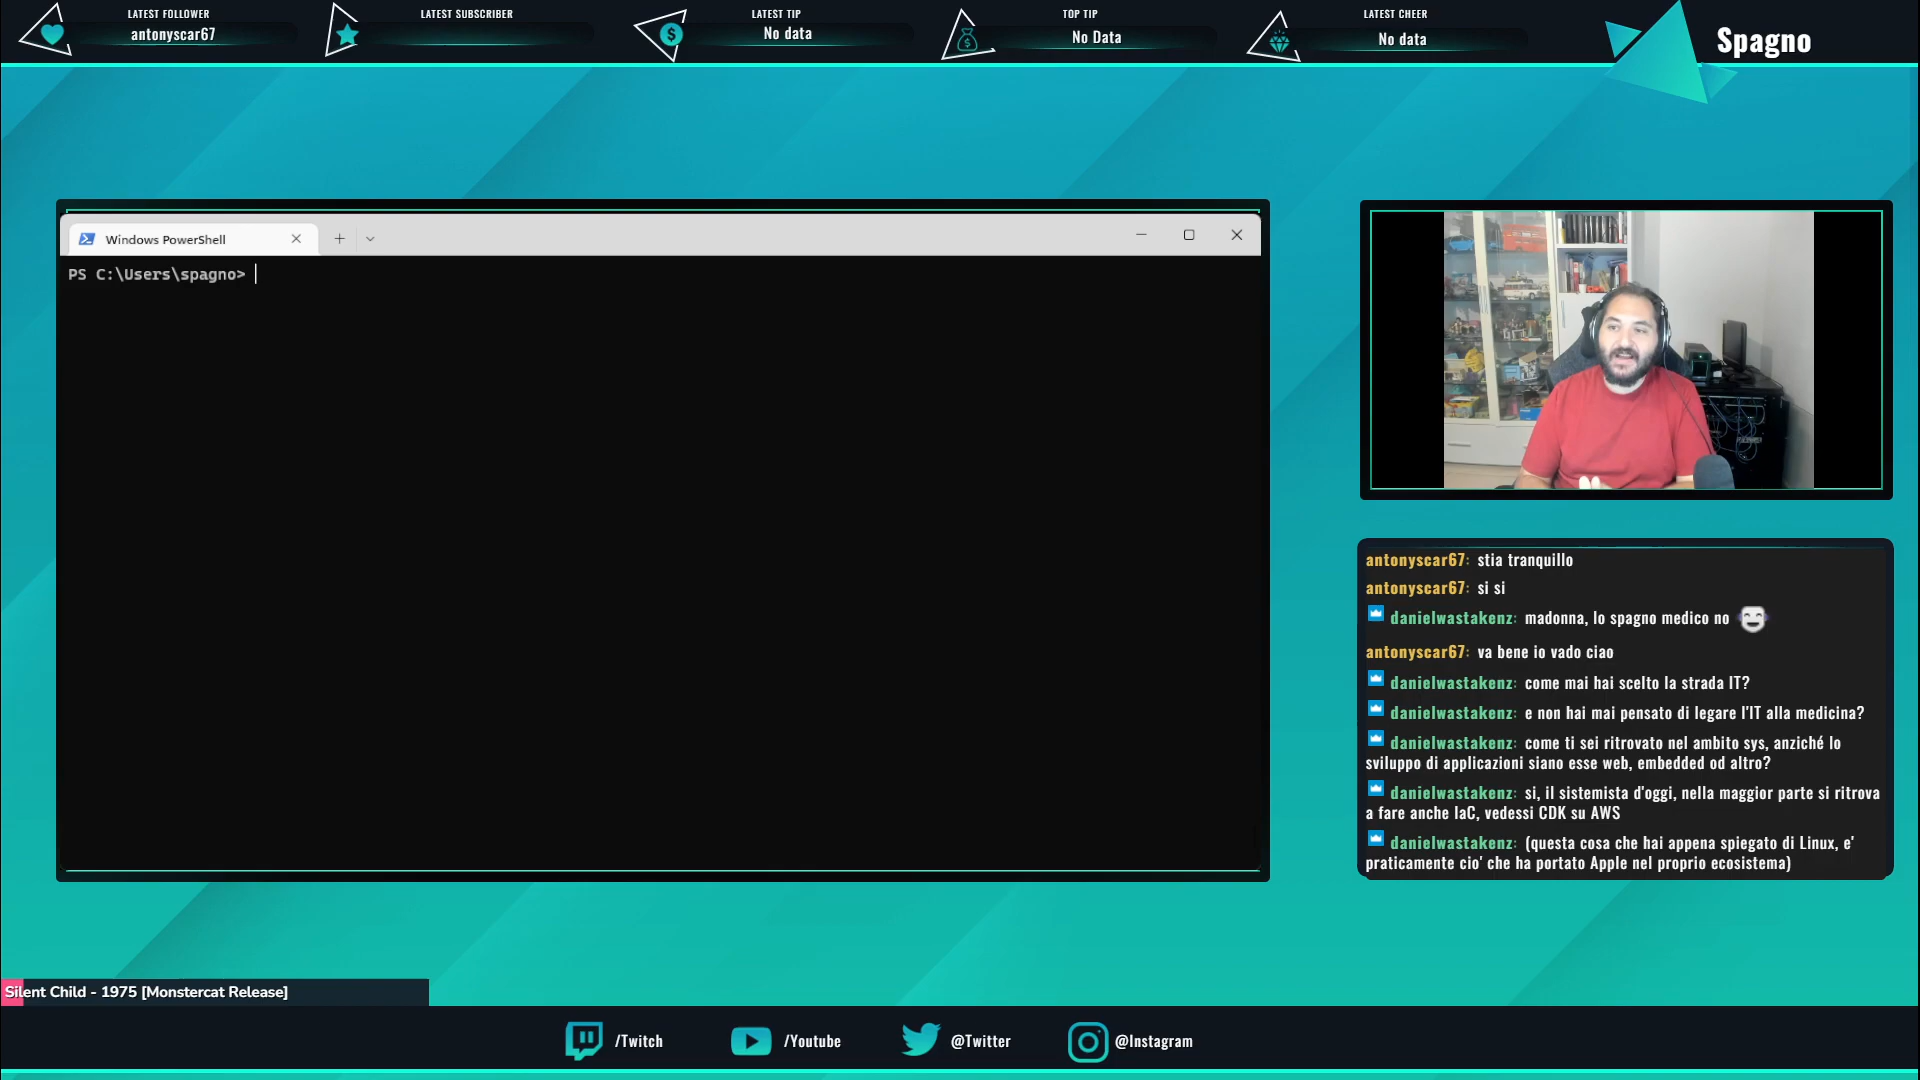 LATEST FOLLOWER
antonyscar67
LATEST SUBSCRIBER
LATEST TIP
No data
TOP TIP
No Data
LATEST CHEER
No data
Spagno
Windows PowerShell
PS C:\Users\spagno>
antonyscar67: stia tranquillo
antonyscar67: si si
danielwastakenz: madonna, lo spagno medico no
antonyscar67: va bene io vado ciao
danielwastakenz: come mai hai scelto la strada IT?
danielwastakenz: e non hai mai pensato di legare l'IT alla medicina?
danielwastakenz: come ti sei ritrovato nel ambito sys, anziché lo
sviluppo di applicazioni siano esse web, embedded od altro?
danielwastakenz: si, il sistemista d'oggi, nella maggior parte si ritrova
a fare anche IaC, vedessi CDK su AWS
danielwastakenz: (questa cosa che hai appena spiegato di Linux, e'
praticamente cio' che ha portato Apple nel proprio ecosistema)
Silent Child - 1975 [Monstercat Release]
/Twitch
/Youtube
@Twitter
@Instagram